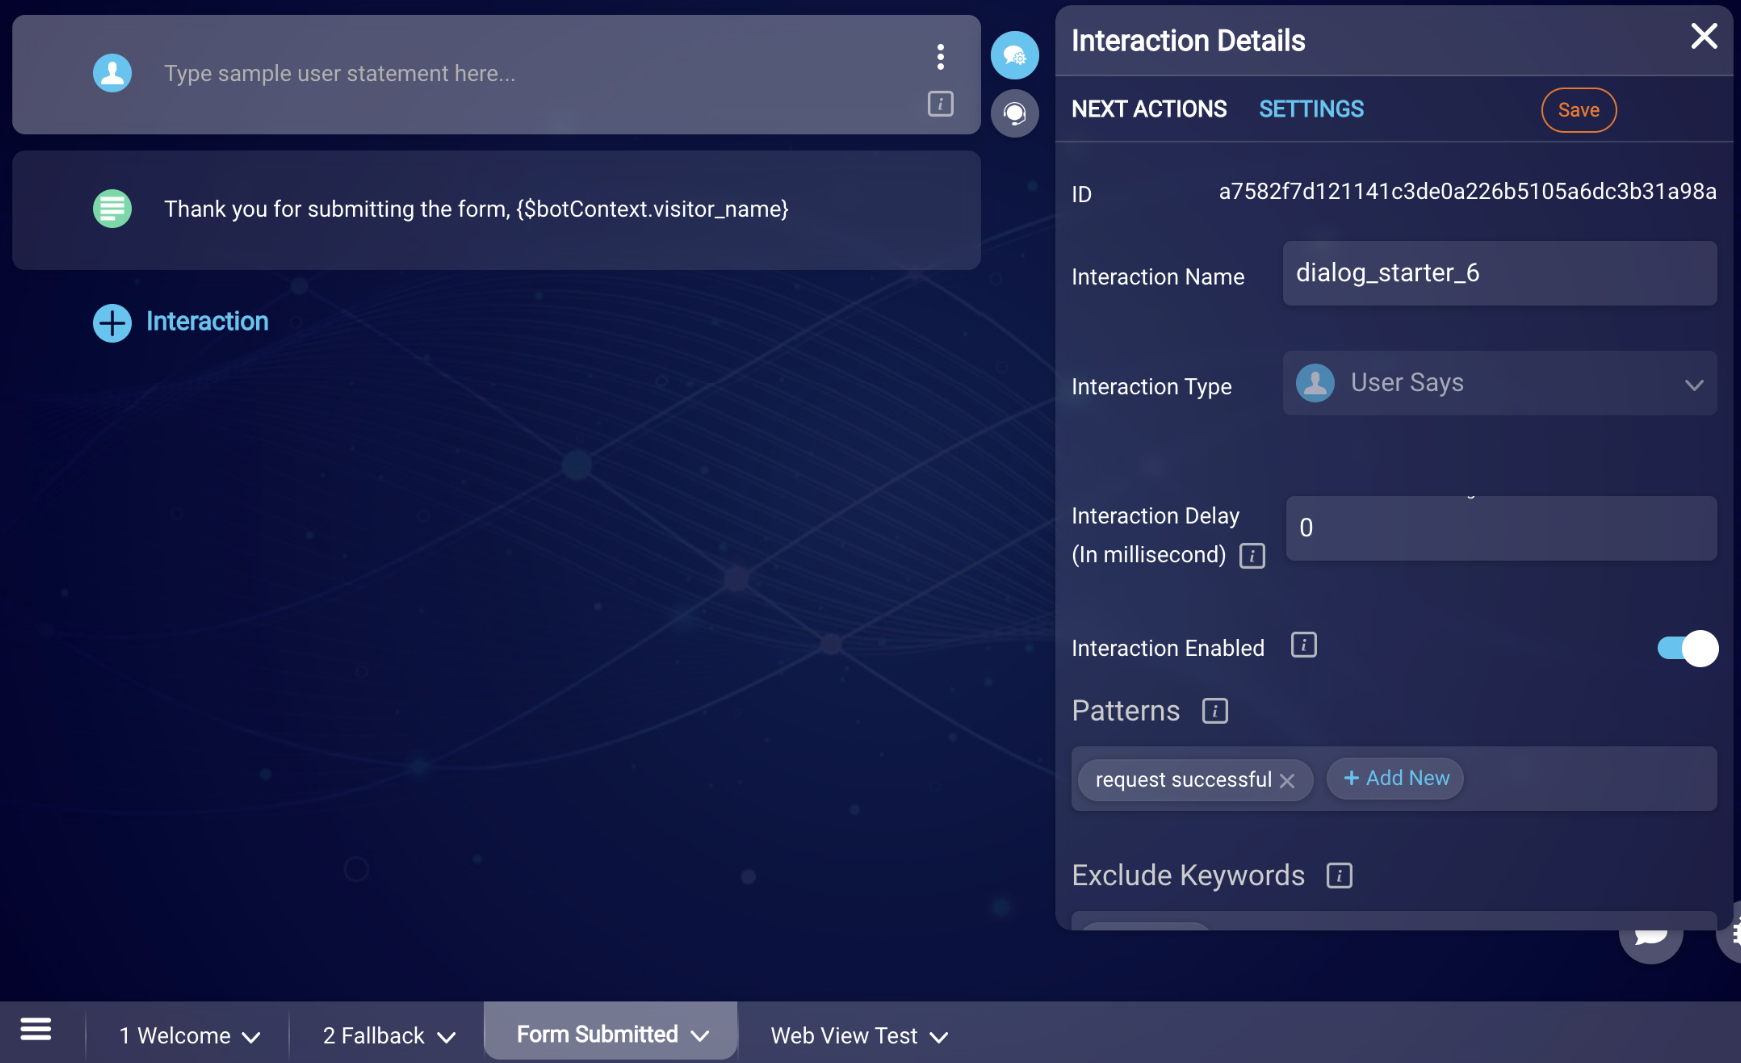 Type sample user statement here...
Thank you for submitting the form, {$botContext.visitor_name}
Interaction
Interaction Details
NEXT ACTIONS
SETTINGS
Save
ID
a7582f7d121141c3de0a226b5105a6dc3b31a98a
Interaction Name
dialog_starter_6
Interaction Type
User Says
Interaction Delay
(In millisecond)
0
Interaction Enabled
Patterns
request successful
+ Add New
Exclude Keywords
1 Welcome
2 Fallback
Form Submitted
Web View Test